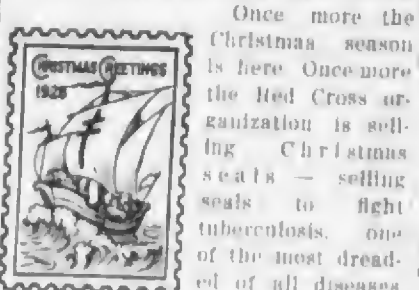 Once more the
Christmas season
is here Once more
the Red Cross or-
ganization is sell-
ing Christmas
seals — selling
seals to fight
tuberculosis, one
of the most dread-
ed of all diseases
CHRISTMAS GREETINGS
1925